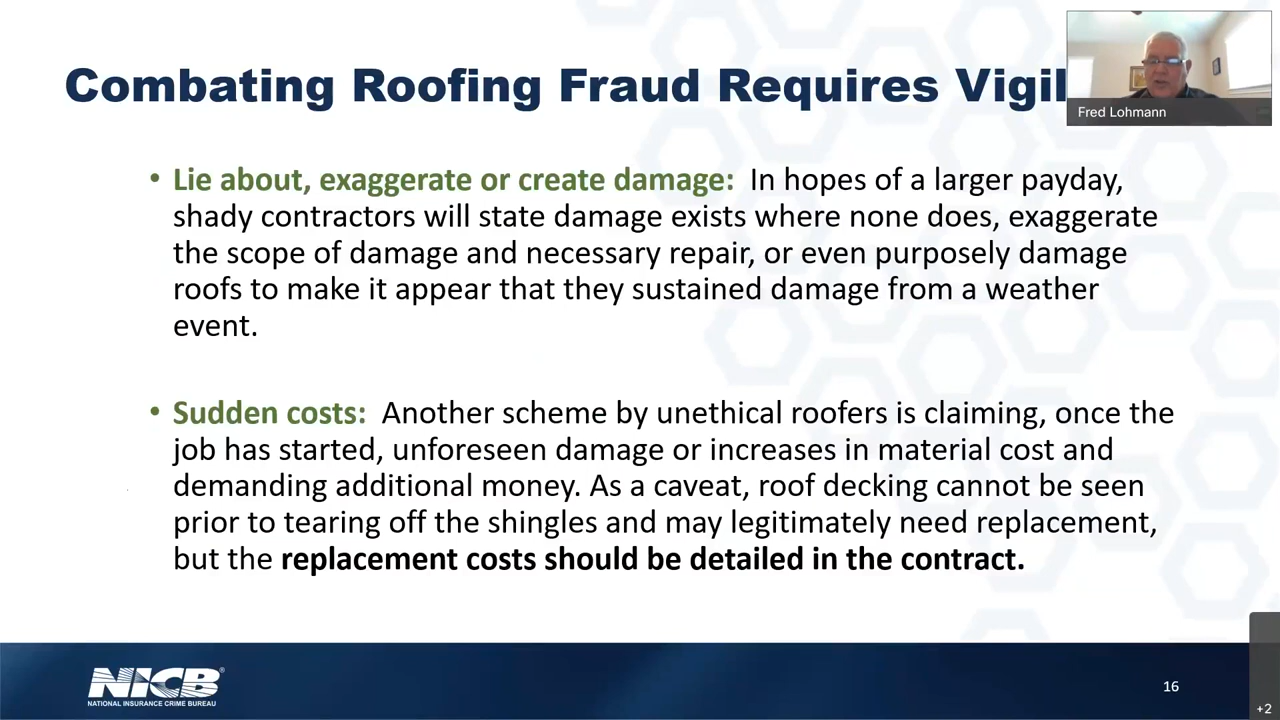 Combating Roofing Fraud Requires Vigil
Fred Lohmann
• Lie about, exaggerate or create damage: In hopes of a larger payday,
shady contractors will state damage exists where none does, exaggerate
the scope of damage and necessary repair, or even purposely damage
roofs to make it appear that they sustained damage from a weather
event.
• Sudden costs: Another scheme by unethical roofers is claiming, once the
job has started, unforeseen damage or increases in material cost and
demanding additional money. As a caveat, roof decking cannot be seen
prior to tearing off the shingles and may legitimately need replacement,
but the replacement costs should be detailed in the contract.
NICB®
NATIONAL INSURANCE CRIME BUREAU
16
+2